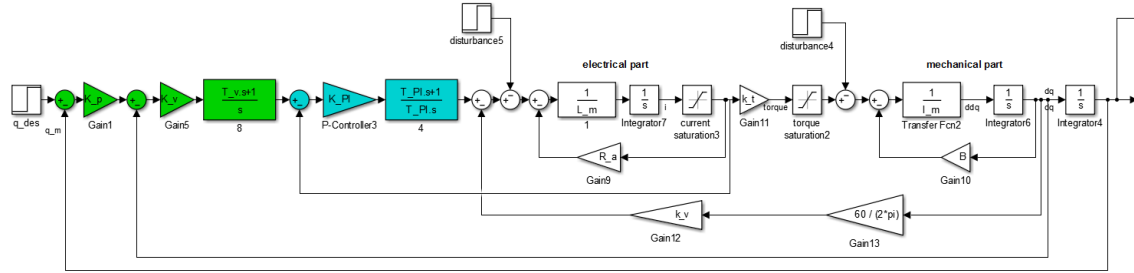 disturbance5
disturbance4
electrical part
mechanical part
q_des
q_m
K_p
Gain1
K_v
Gain5
T_v.s+1
s
8
K_PI
P-Controller3
T_PI.s+1
T_PI.s
4
1
L_m
1
1
s
Integrator7
i
current
saturation3
k_t
Gain11
torque
torque
saturation2
1
I_m
Transfer Fcn2
ddq
1
s
Integrator6
dq
dq
1
s
Integrator4
R_a
Gain9
B
Gain10
k_v
Gain12
60 / (2*pi)
Gain13